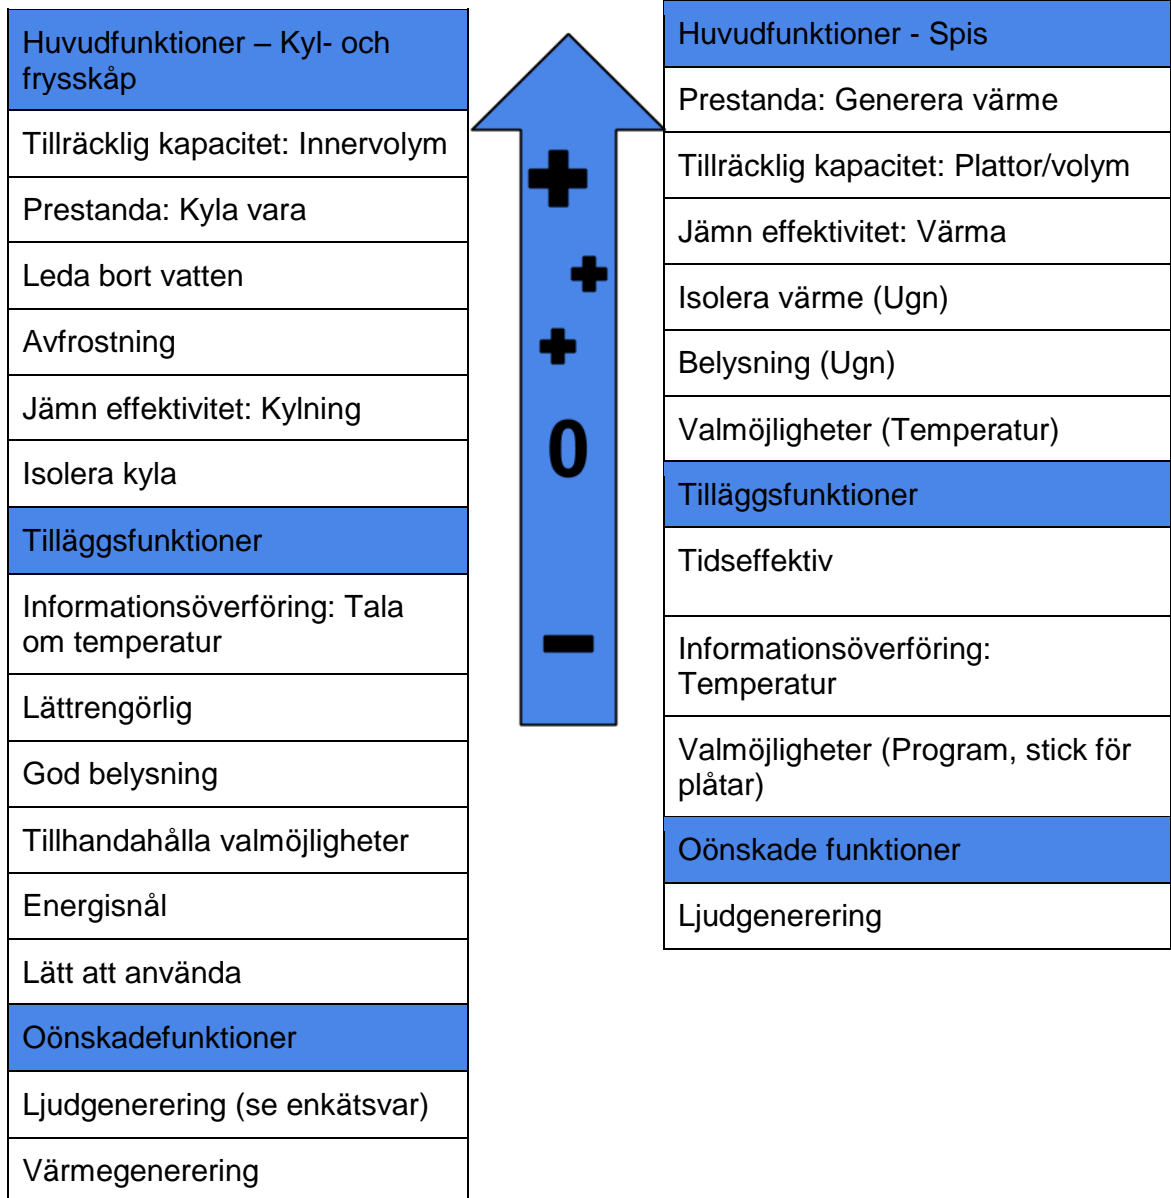 Huvudfunktioner – Kyl- och
frysskåp
Tillräcklig kapacitet: Innervolym
Prestanda: Kyla vara
Leda bort vatten
Avfrostning
Jämn effektivitet: Kylning
Isolera kyla
Tilläggsfunktioner
Informationsöverföring: Tala
om temperatur
Lättrengörlig
God belysning
Tillhandahålla valmöjligheter
Energisnål
Lätt att använda
Oönskadefunktioner
Ljudgenerering (se enkätsvar)
Värmegenerering
+
+
+
0
-
Huvudfunktioner - Spis
Prestanda: Generera värme
Tillräcklig kapacitet: Plattor/volym
Jämn effektivitet: Värma
Isolera värme (Ugn)
Belysning (Ugn)
Valmöjligheter (Temperatur)
Tilläggsfunktioner
Tidseffektiv
Informationsöverföring:
Temperatur
Valmöjligheter (Program, stick för
plåtar)
Oönskade funktioner
Ljudgenerering